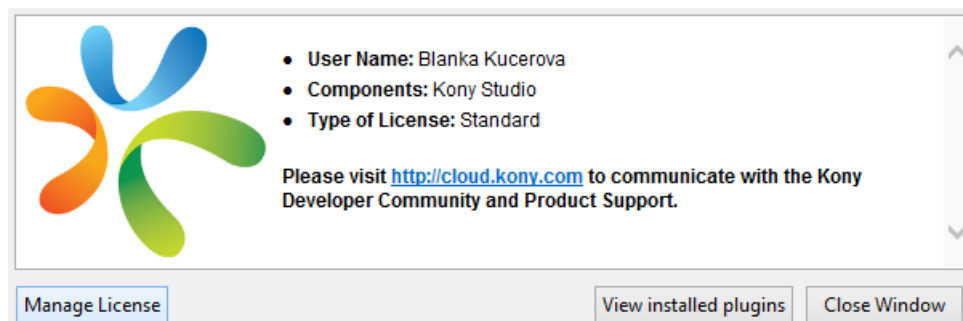 • User Name: Blanka Kucerova
• Components: Kony Studio
• Type of License: Standard
Please visit http://cloud.kony.com to communicate with the Kony
Developer Community and Product Support.
Manage License
View installed plugins
Close Window